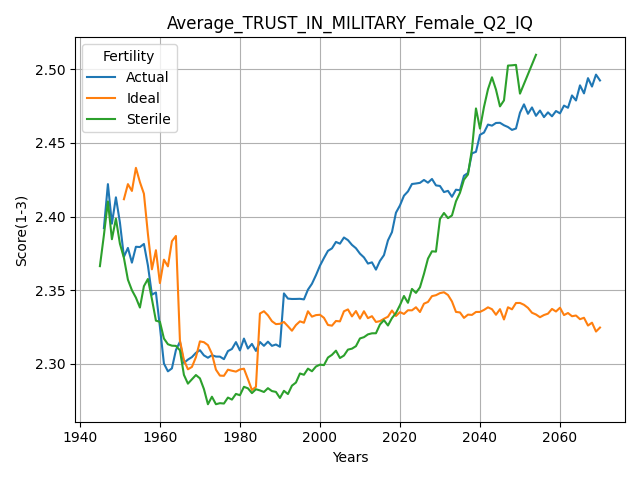 Average_TRUST_IN_MILITARY_Female_Q2_IQ
Fertility
Actual
Ideal
Sterile
Score(1-3)
2.50
2.45
2.40
2.35
2.30
1940 1960 1980 2000 2020 2040 2060
Years